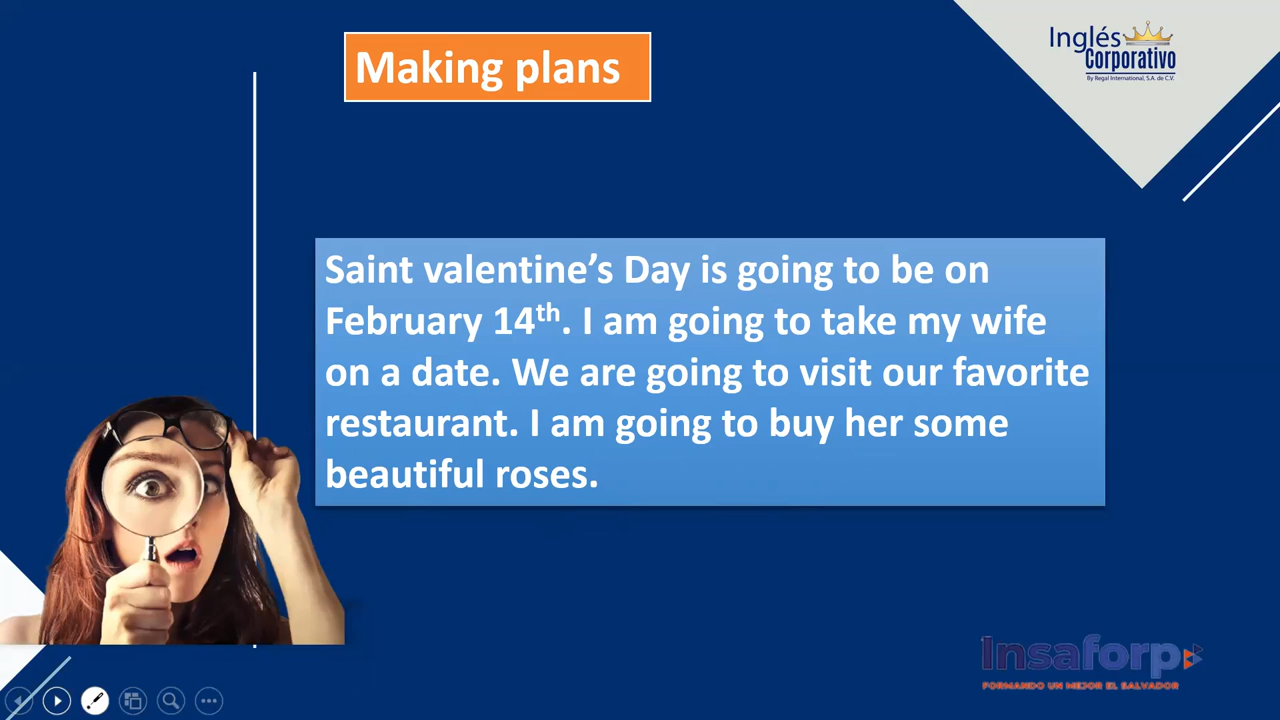 Making plans
Inglés
Corporativo
By Regal International, S.A. de C.V.
Saint valentine’s Day is going to be on
February 14th. I am going to take my wife
on a date. We are going to visit our favorite
restaurant. I am going to buy her some
beautiful roses.
Insaforp
FORMANDO UN MEJOR EL SALVADOR